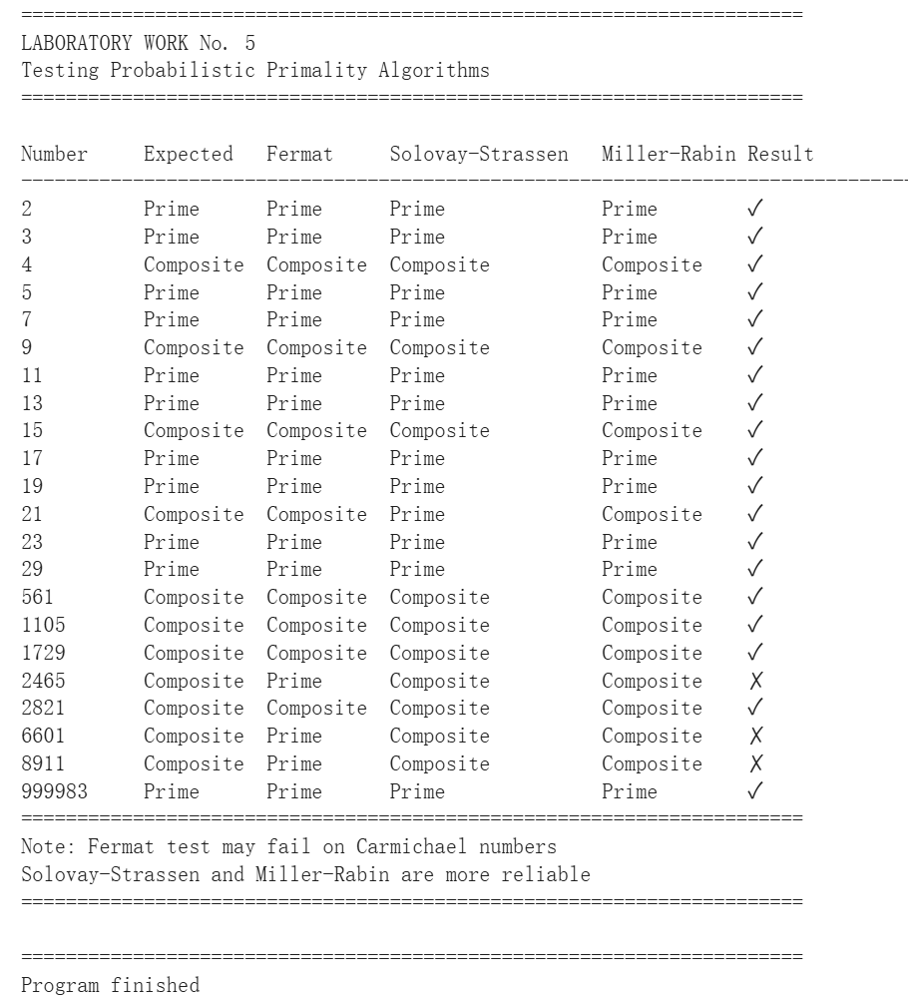 ======================================================================
LABORATORY WORK No. 5
Testing Probabilistic Primality Algorithms
======================================================================
Number     Expected   Fermat     Solovay-Strassen   Miller-Rabin Result
--------------------------------------------------------------------------------
2          Prime      Prime      Prime              Prime        ✓
3          Prime      Prime      Prime              Prime        ✓
4          Composite  Composite  Composite          Composite    ✓
5          Prime      Prime      Prime              Prime        ✓
7          Prime      Prime      Prime              Prime        ✓
9          Composite  Composite  Composite          Composite    ✓
11         Prime      Prime      Prime              Prime        ✓
13         Prime      Prime      Prime              Prime        ✓
15         Composite  Composite  Composite          Composite    ✓
17         Prime      Prime      Prime              Prime        ✓
19         Prime      Prime      Prime              Prime        ✓
21         Composite  Composite  Prime              Composite    ✓
23         Prime      Prime      Prime              Prime        ✓
29         Prime      Prime      Prime              Prime        ✓
561        Composite  Composite  Composite          Composite    ✓
1105       Composite  Composite  Composite          Composite    ✓
1729       Composite  Composite  Composite          Composite    ✓
2465       Composite  Prime      Composite          Composite    ✗
2821       Composite  Composite  Composite          Composite    ✓
6601       Composite  Prime      Composite          Composite    ✗
8911       Composite  Prime      Composite          Composite    ✗
999983     Prime      Prime      Prime              Prime        ✓
======================================================================
Note: Fermat test may fail on Carmichael numbers
Solovay-Strassen and Miller-Rabin are more reliable
======================================================================
======================================================================
Program finished